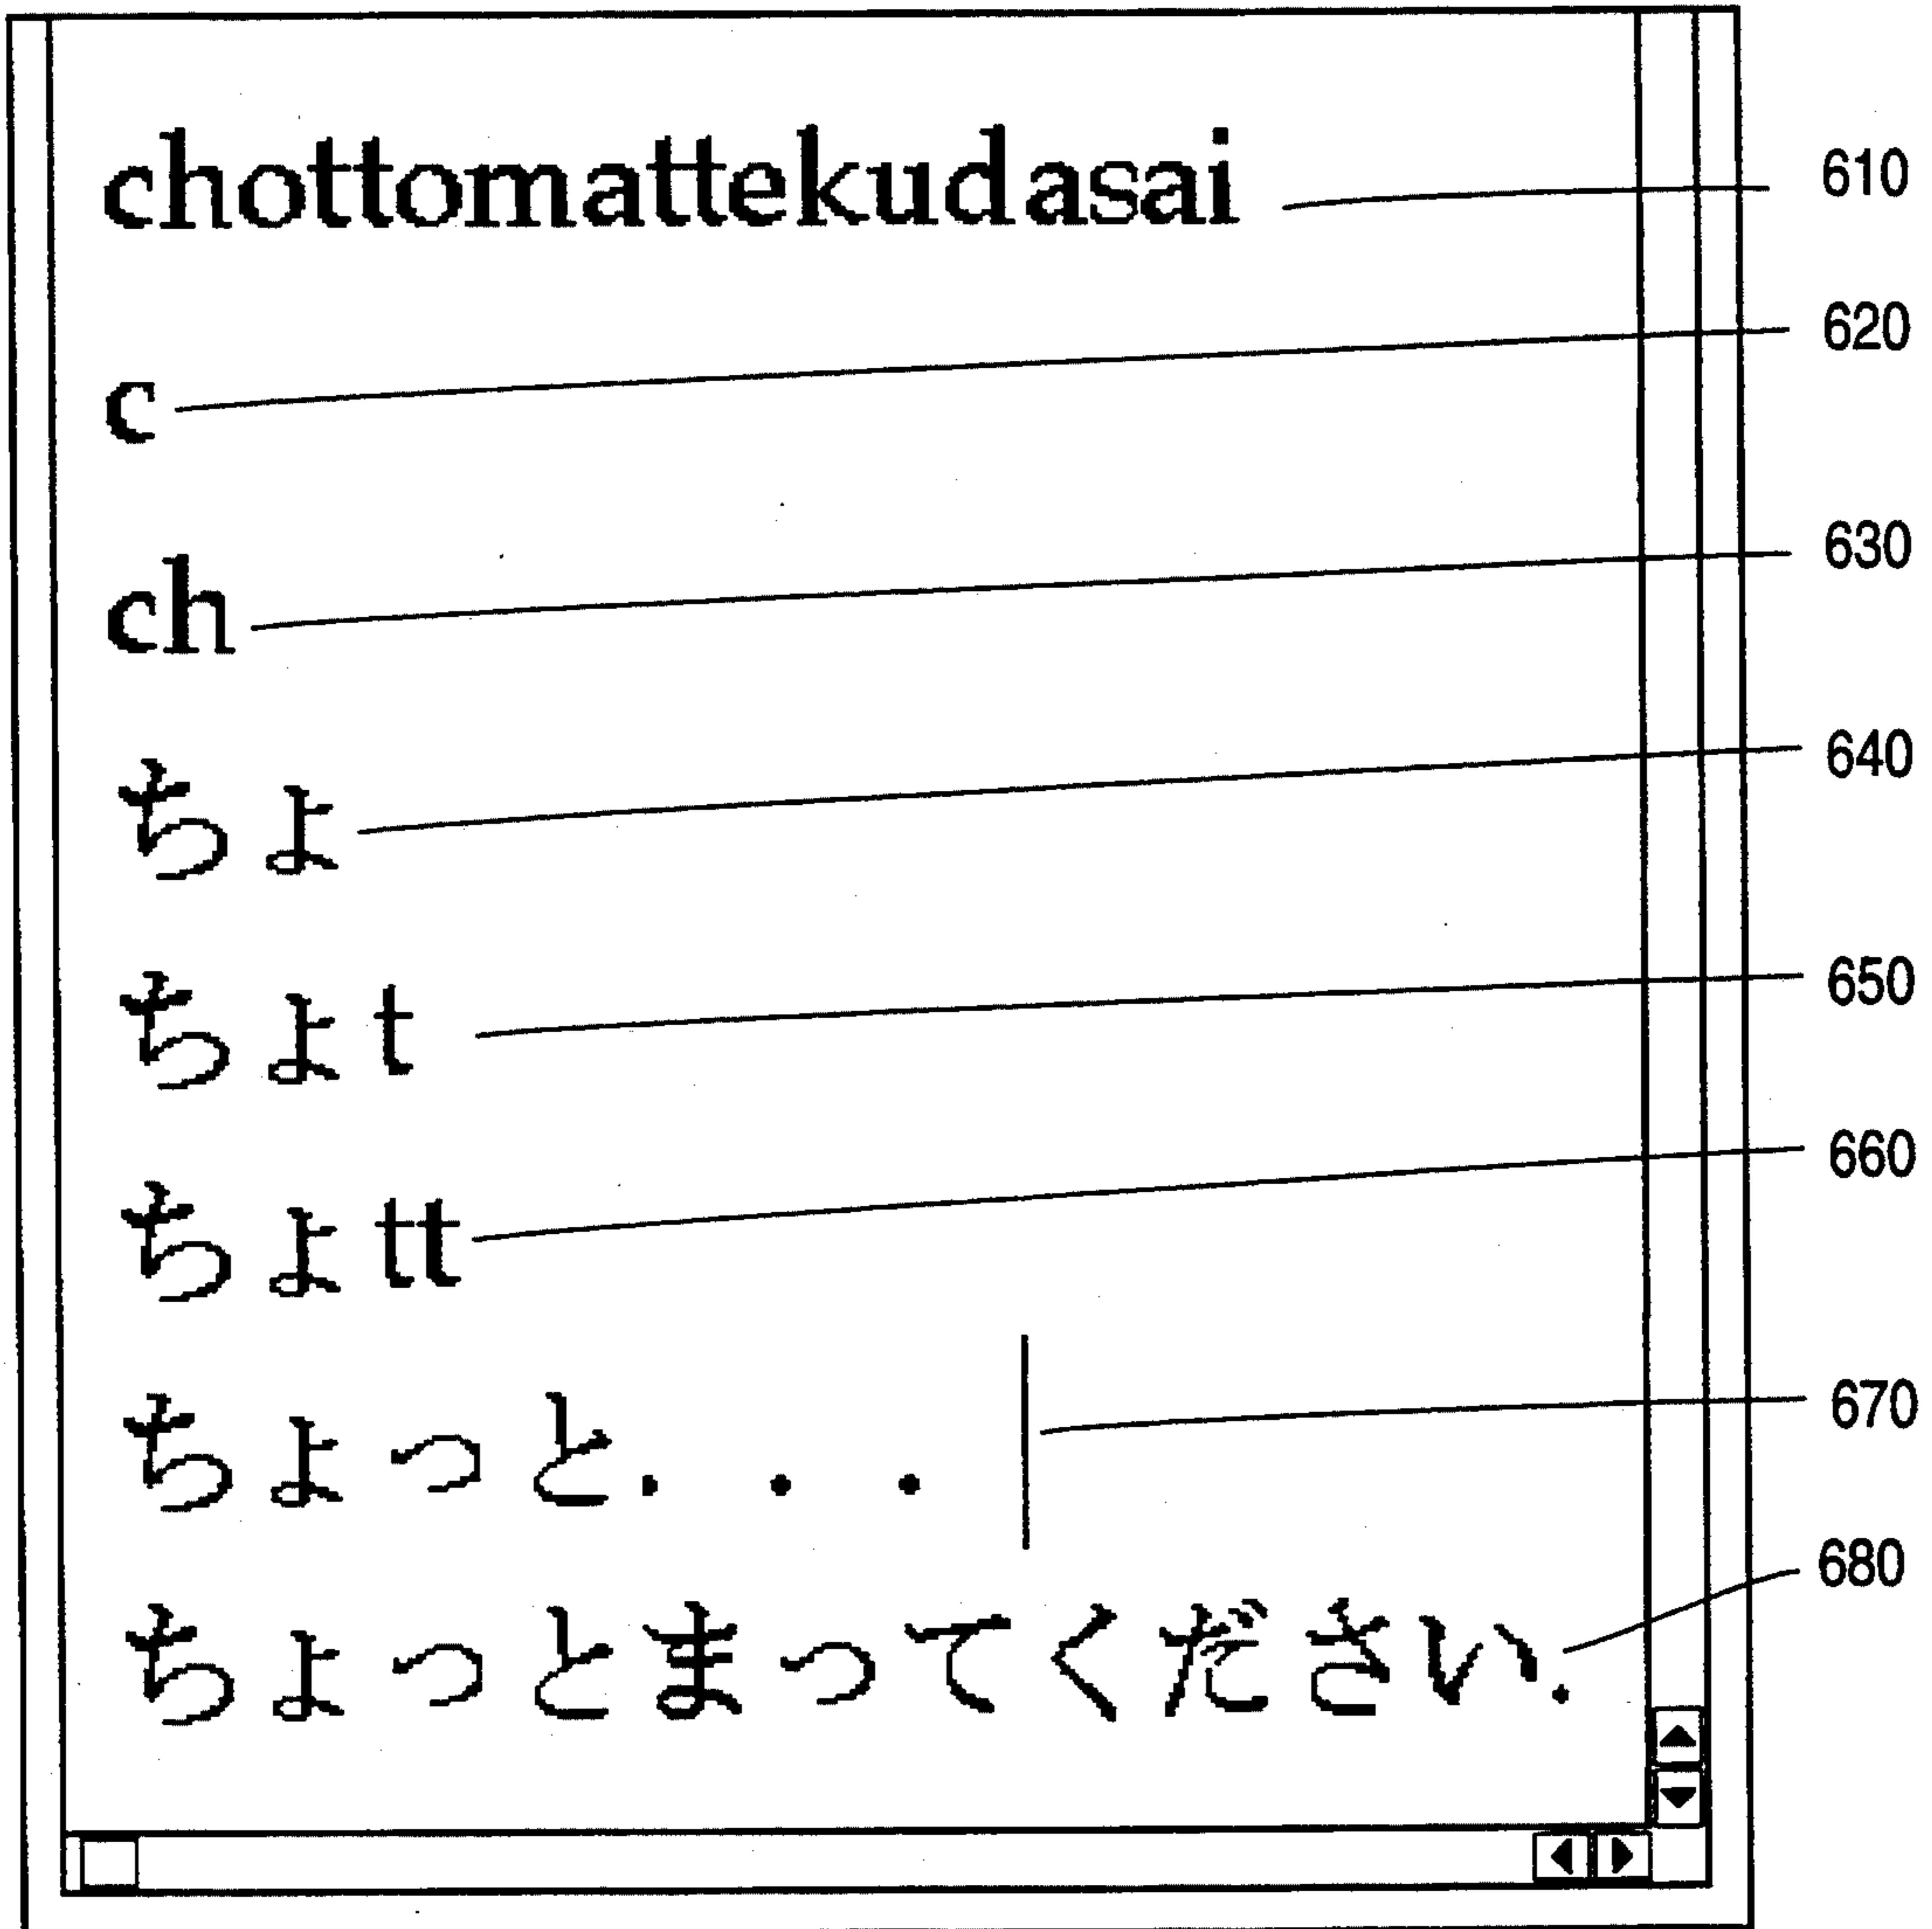 chottomattekudasai 610
c 620
ch 630
ちょ 640
ちょt 650
ちょtt 660
ちょっと. . . 670
ちょっとまってください. 680